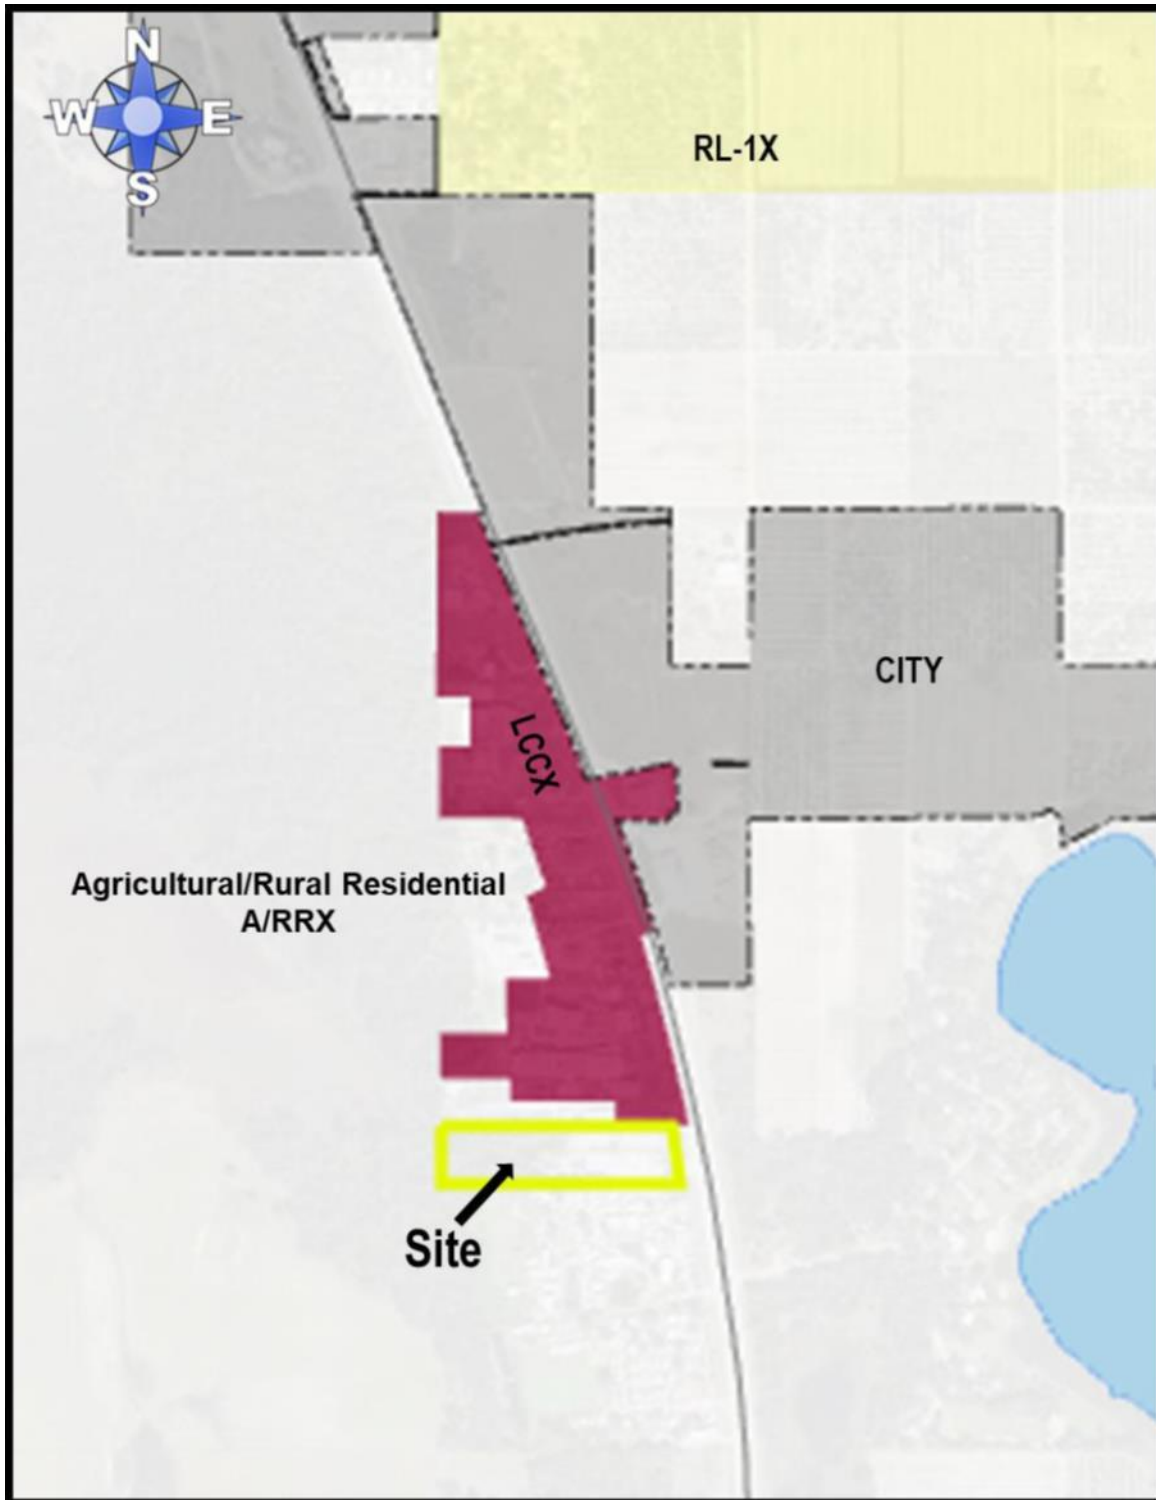 N
W E
S
RL-1X
CITY
LCCX
Agricultural/Rural Residential
A/RRX
Site